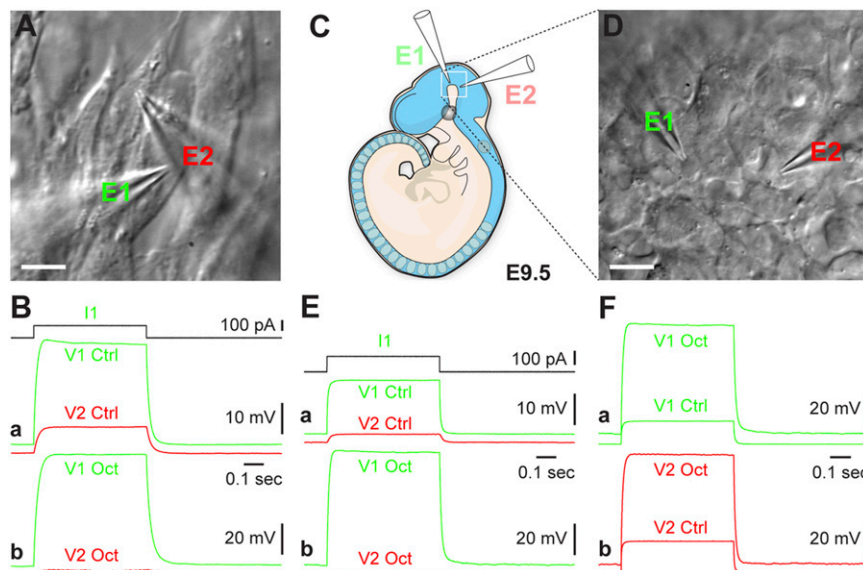 A
E1
E2
C
E1
E2
E9.5
D
E1
E2
B
I1
100 pA
V1 Ctrl
V2 Ctrl
10 mV
a
0.1 sec
V1 Oct
20 mV
V2 Oct
b
E
I1
100 pA
V1 Ctrl
V2 Ctrl
10 mV
a
0.1 sec
V1 Oct
20 mV
V2 Oct
b
F
V1 Oct
V1 Ctrl
20 mV
a
0.1 sec
V2 Oct
V2 Ctrl
20 mV
b